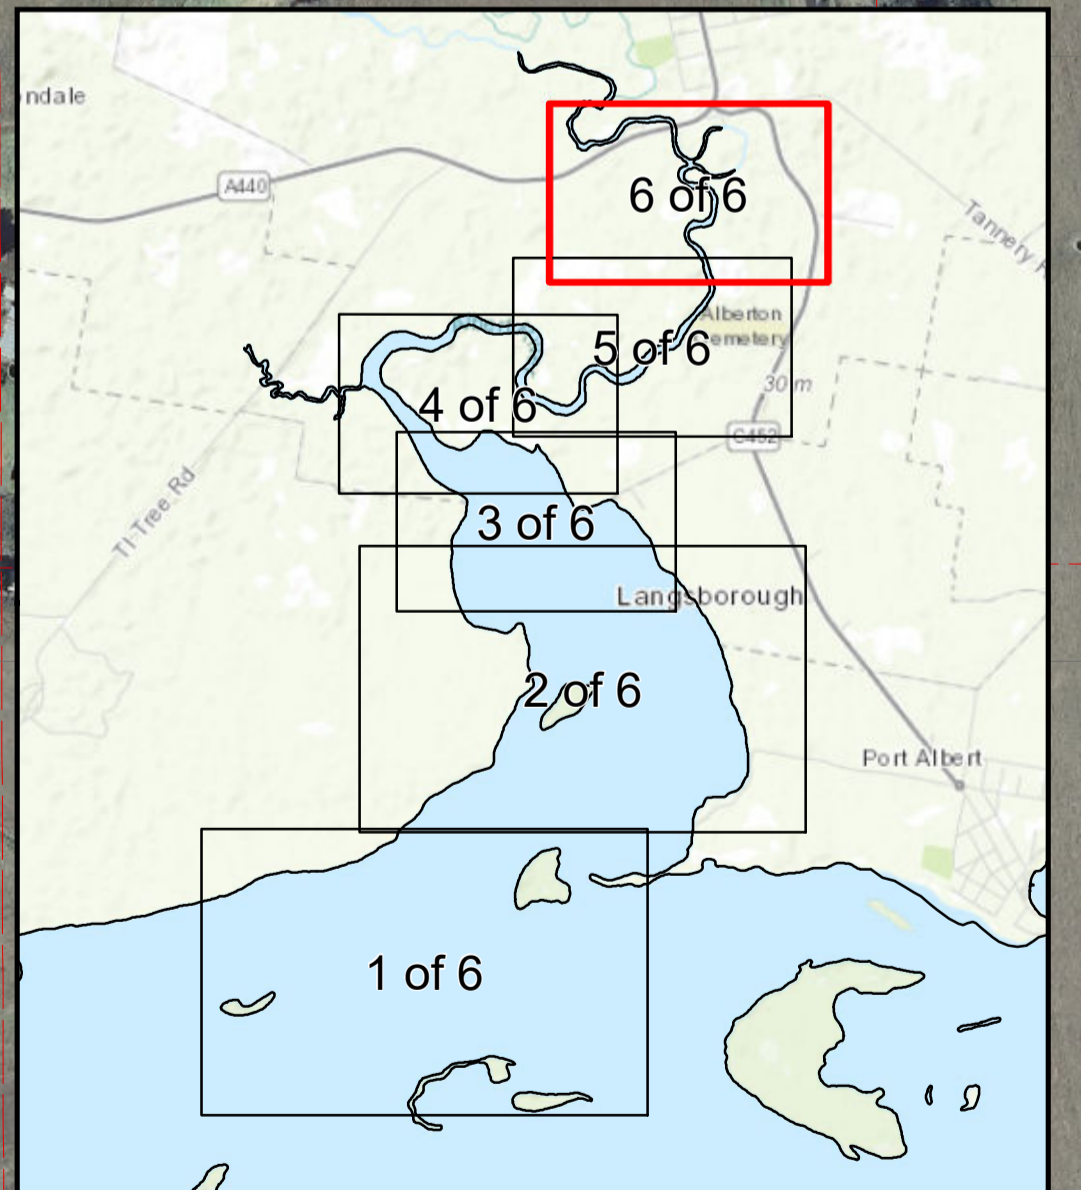 ndale
A440
6 of 6
Tannery R
Alberton
emetery
5 of 6
30 m
4 of 6
C452
TI Tree Rd
3 of 6
Langsborough
2 of 6
Port Albert
1 of 6